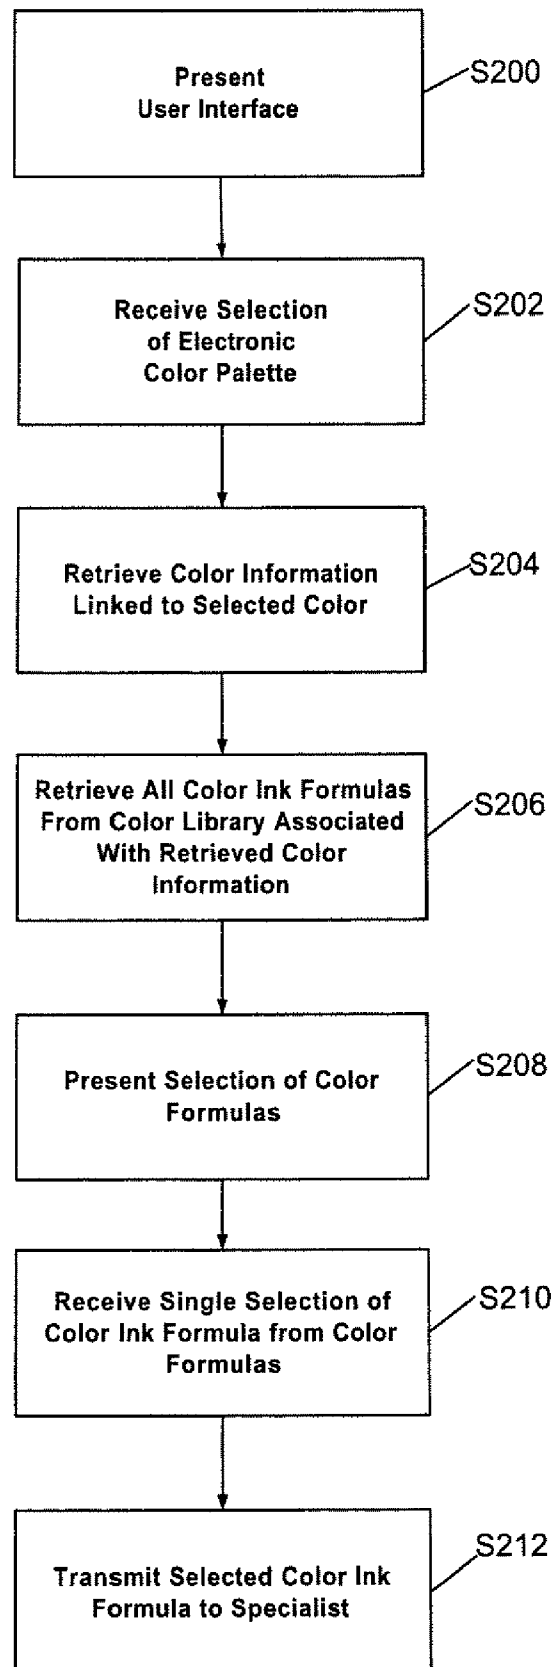 Present
User Interface
S200
Receive Selection
of Electronic
Color Palette
S202
Retrieve Color Information
Linked to Selected Color
S204
Retrieve All Color Ink Formulas
From Color Library Associated
With Retrieved Color
Information
S206
Present Selection of Color
Formulas
S208
Receive Single Selection of
Color Ink Formula from Color
Formulas
S210
Transmit Selected Color Ink
Formula to Specialist
S212